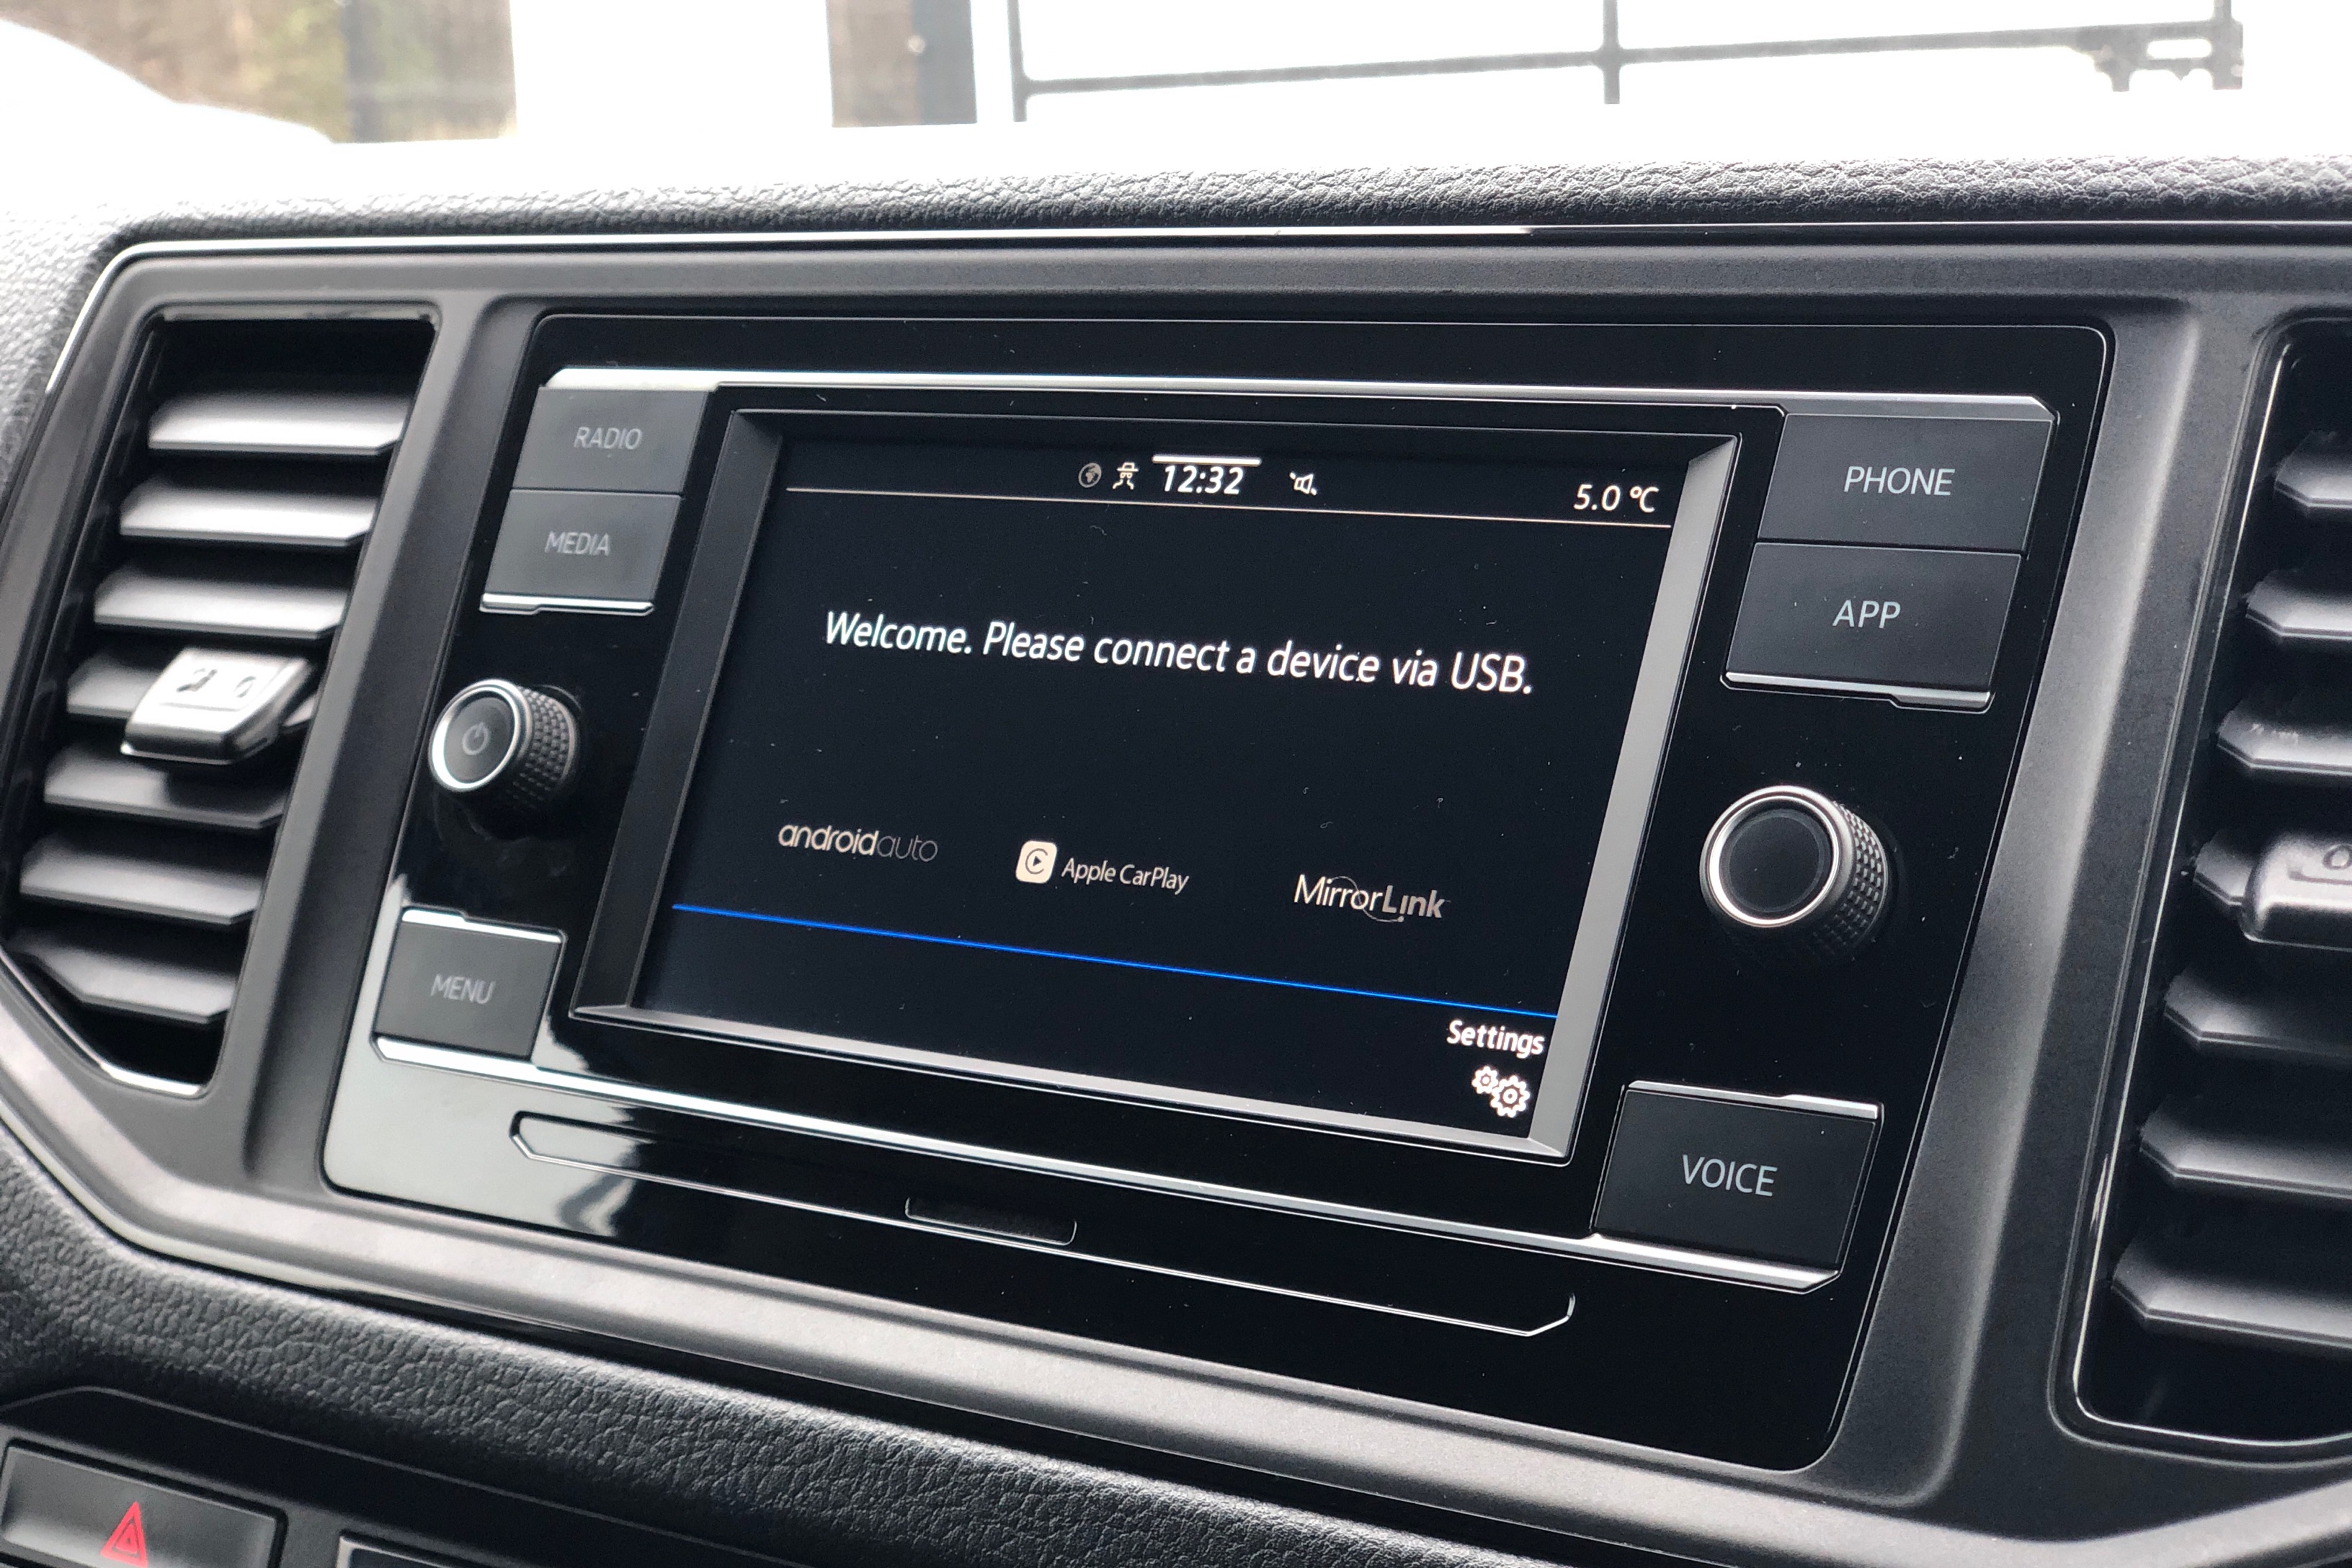 RADIO
MEDIA
12:32
5.0 °C
PHONE
APP
Welcome. Please connect a device via USB.
androidauto
Apple CarPlay
MirrorLink
MENU
Settings
VOICE